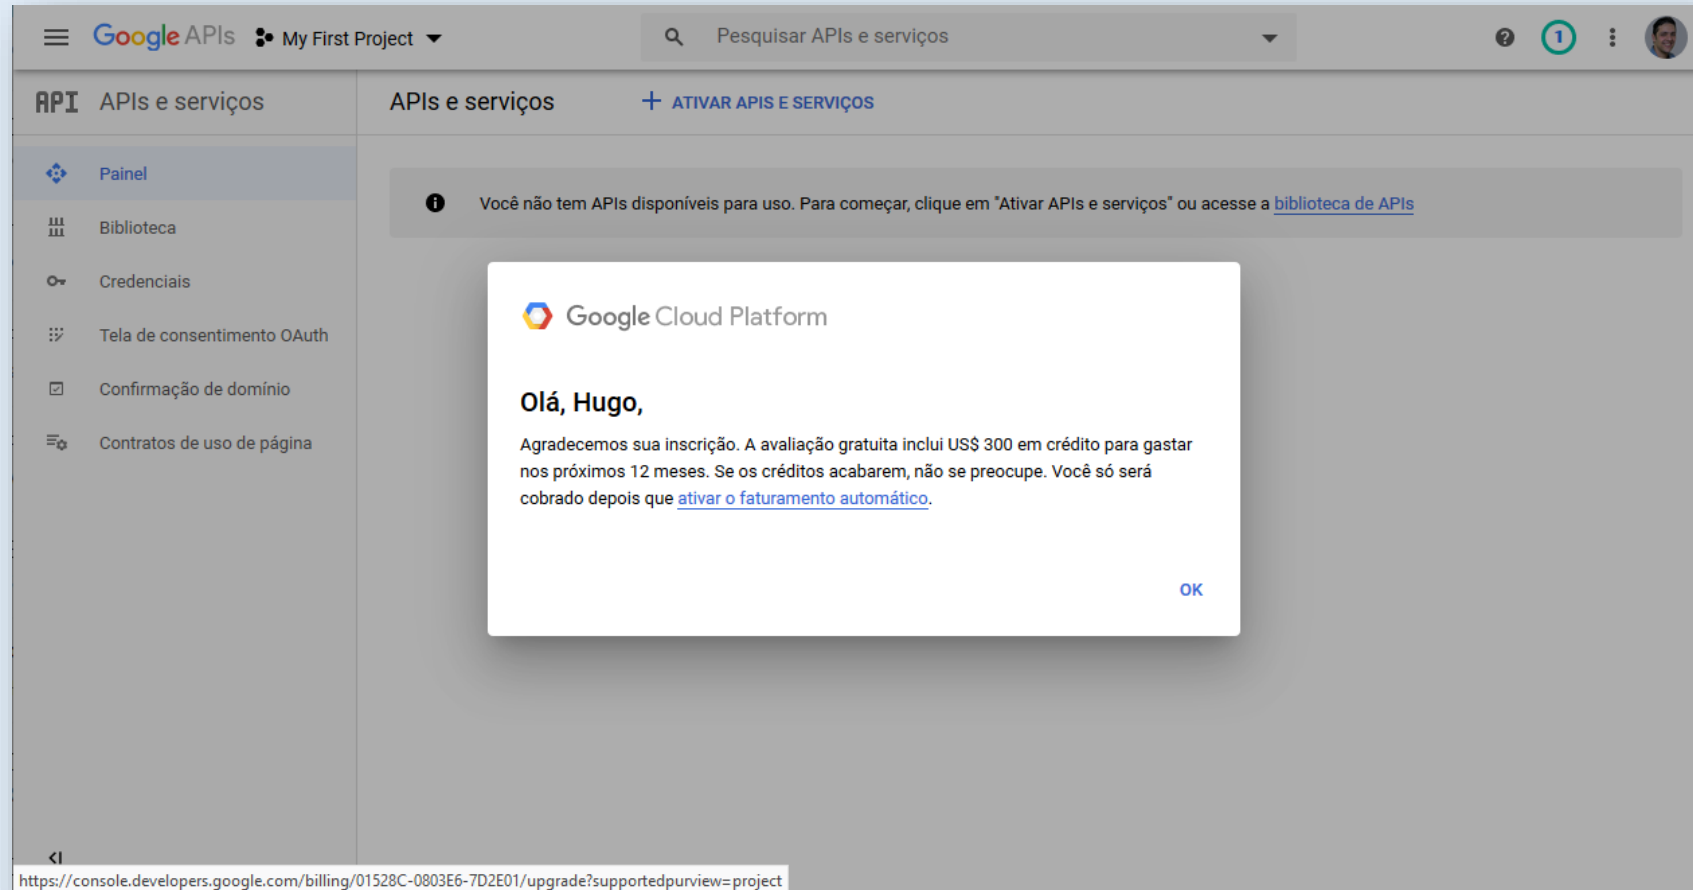 Google APIs My First Project Pesquisar APIs e serviços 1
API APIs e serviços APIs e serviços + ATIVAR APIS E SERVIÇOS
Painel
Você não tem APIs disponíveis para uso. Para começar, clique em "Ativar APIs e serviços" ou acesse a biblioteca de APIs
Biblioteca
Credenciais
Tela de consentimento OAuth
Confirmação de domínio
Contratos de uso de página
Google Cloud Platform
Olá, Hugo,
Agradecemos sua inscrição. A avaliação gratuita inclui US$ 300 em crédito para gastar
nos próximos 12 meses. Se os créditos acabarem, não se preocupe. Você só será
cobrado depois que ativar o faturamento automático.
OK
https://console.developers.google.com/billing/01528C-0803E6-7D2E01/upgrade?supportedpurview=project